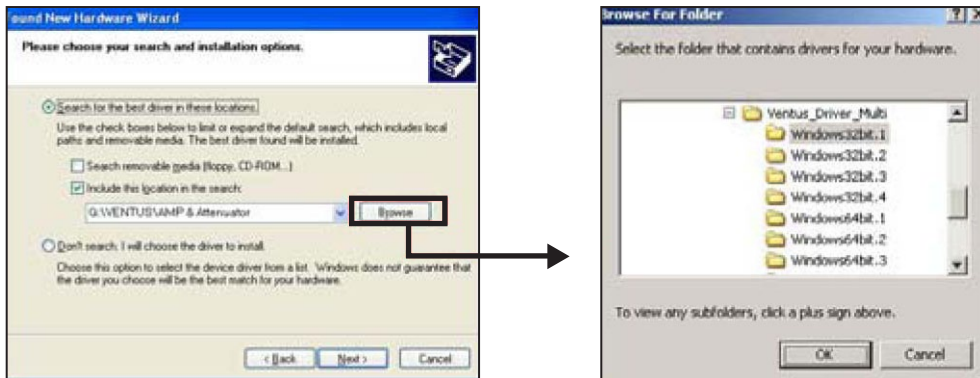 ound New Hardware Wizard
Please choose your search and installation options.
Search for the best driver in these locations.
Use the check boxes below to limit or expand the default search, which includes local
paths and removable media. The best driver found will be installed.
Search removable media (floppy, CD-ROM...)
Include this location in the search:
G:\VENTUS\AMP & Attenuator
Browse
Don't search. I will choose the driver to install.
Choose this option to select the device driver from a list. Windows does not guarantee that
the driver you choose will be the best match for your hardware.
< Back
Next >
Cancel
Browse For Folder
Select the folder that contains drivers for your hardware.
Ventus_Driver_Multi
Windows32bit.1
Windows32bit.2
Windows32bit.3
Windows32bit.4
Windows64bit.1
Windows64bit.2
Windows64bit.3
To view any subfolders, click a plus sign above.
OK
Cancel